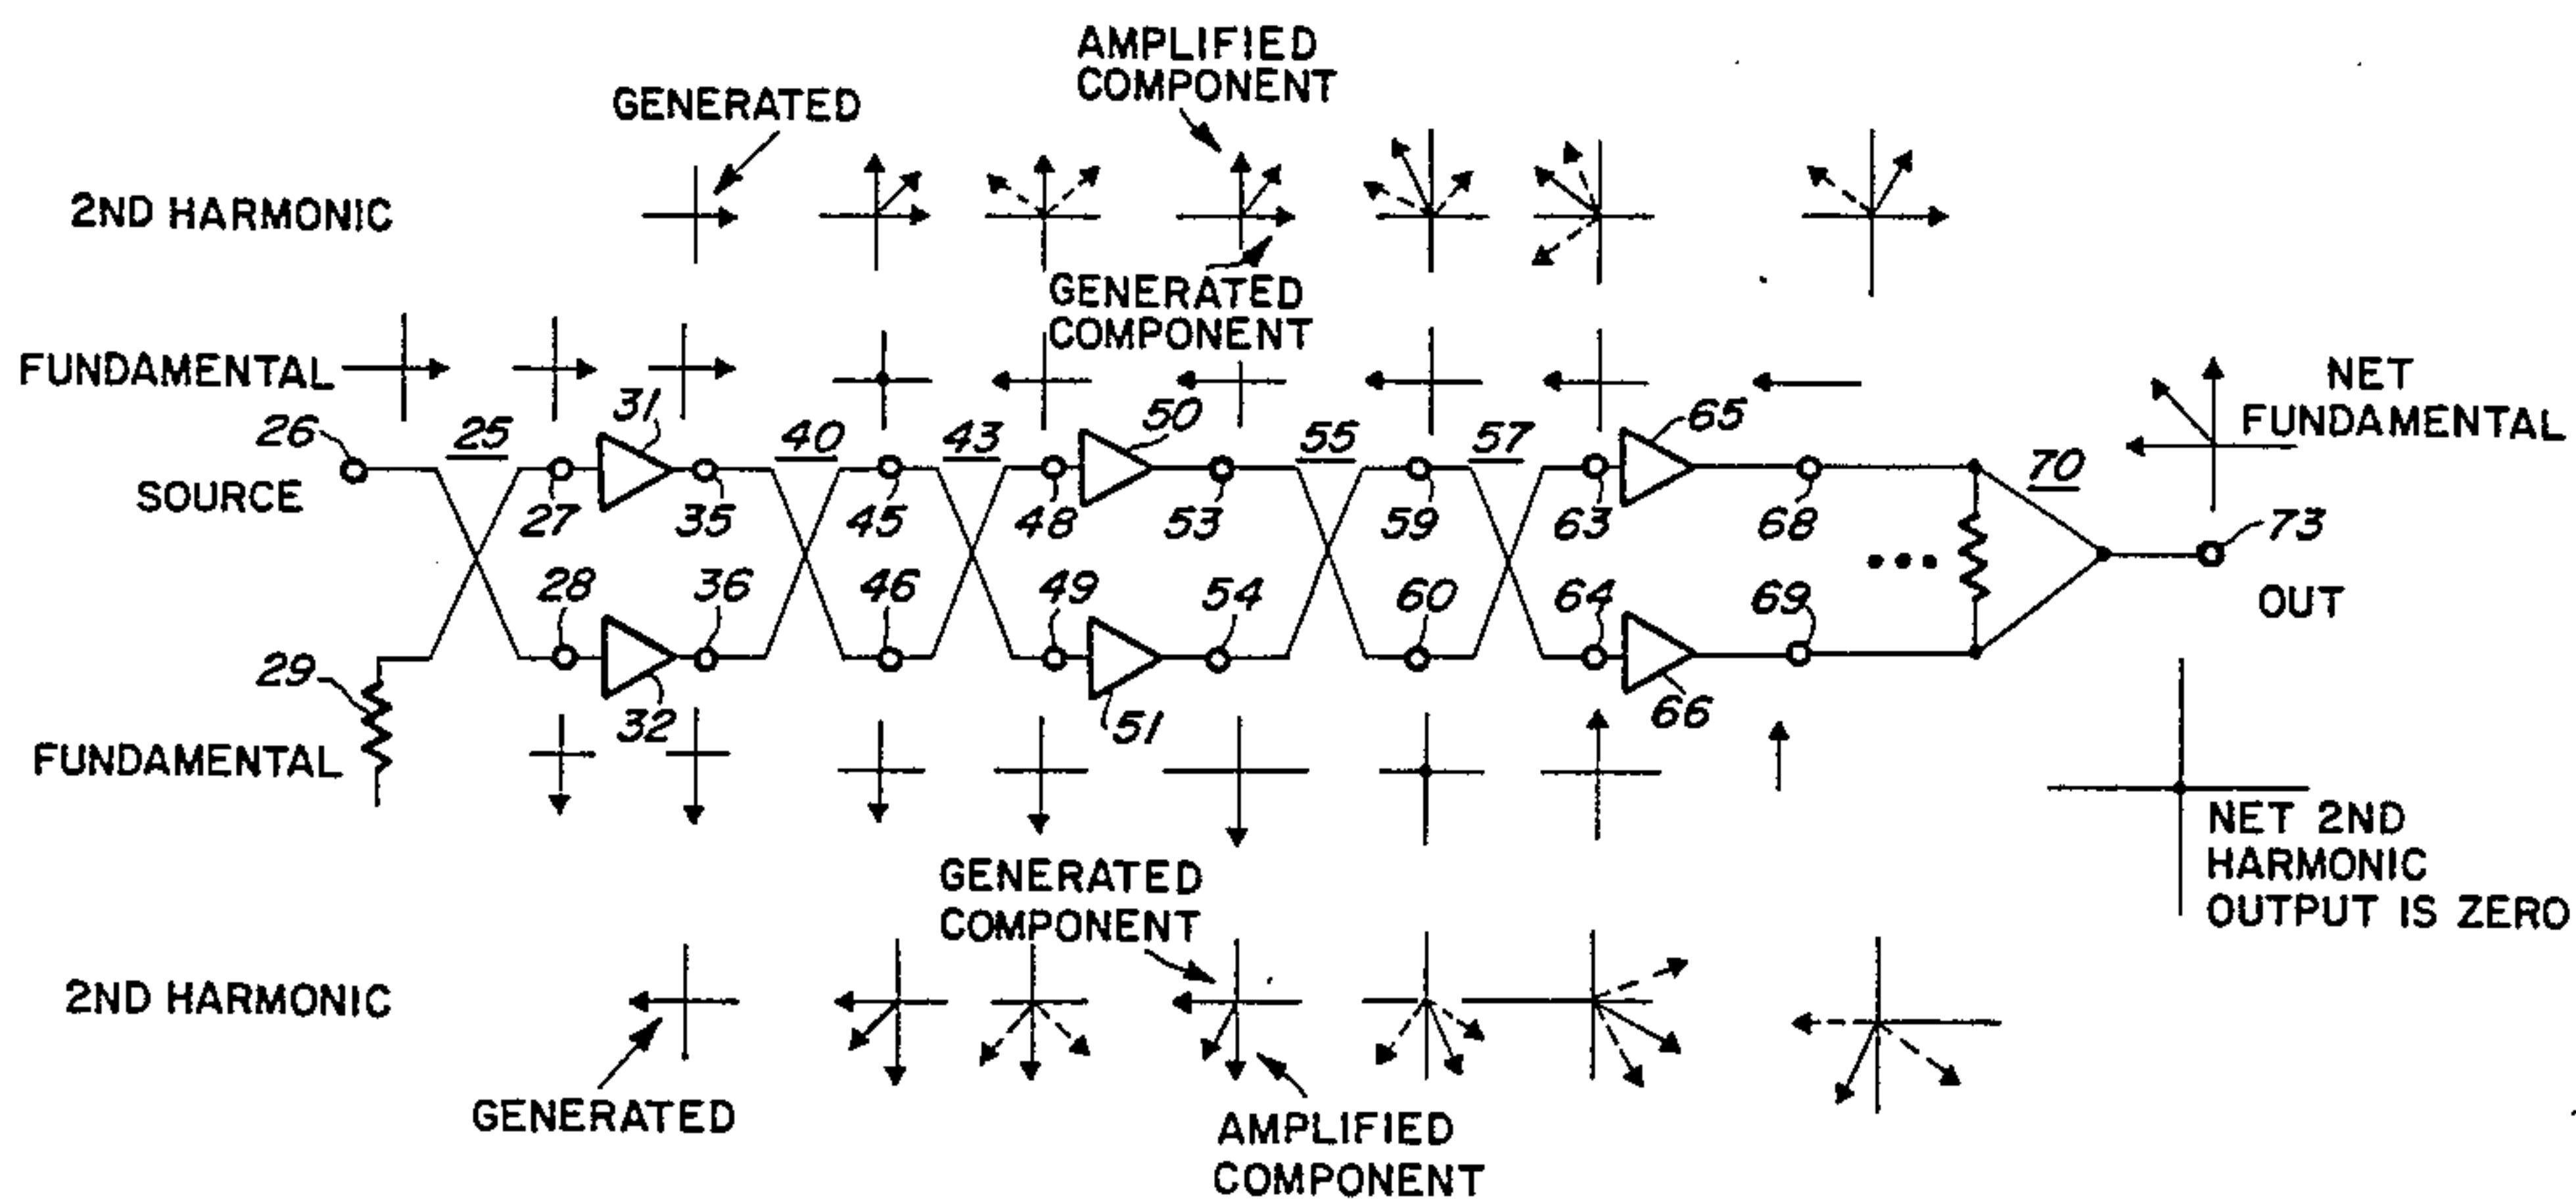 AMPLIFIED
COMPONENT
GENERATED
2ND HARMONIC
GENERATED
COMPONENT
FUNDAMENTAL
NET
FUNDAMENTAL
31 50 65
26 25 40 43 55 57 70
SOURCE
27 35 45 48 53 59 63 68 73
28 36 46 49 54 60 64 69
OUT
29
32 51 66
FUNDAMENTAL
NET 2ND
HARMONIC
OUTPUT IS ZERO
GENERATED
COMPONENT
2ND HARMONIC
GENERATED
AMPLIFIED
COMPONENT